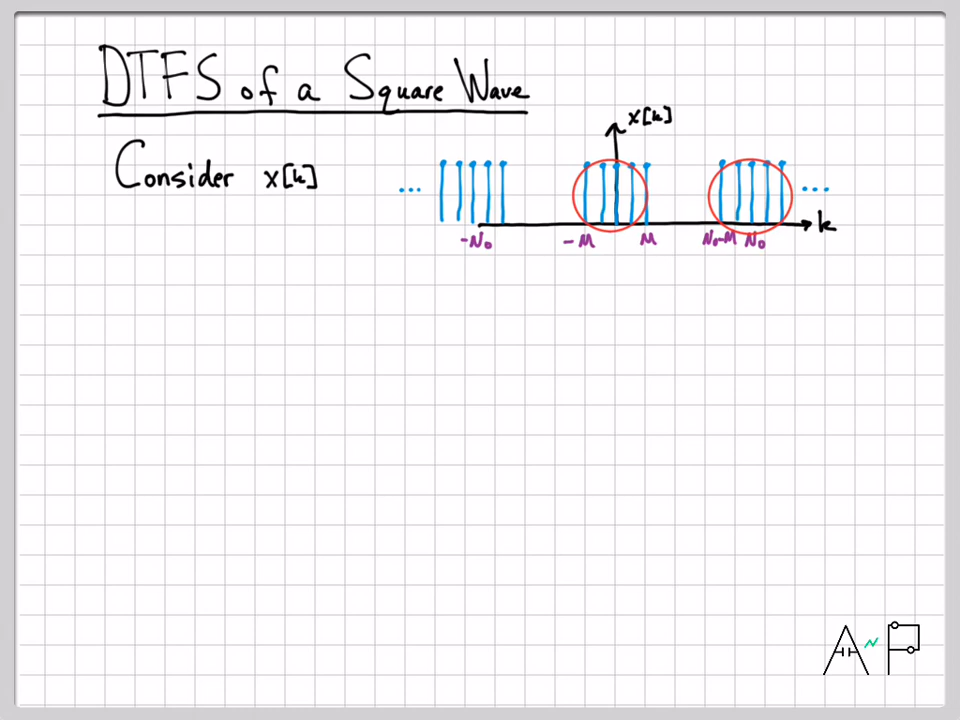 DTFS of a Square Wave
Consider x[k]
x[k]
... ...
-N₀ -M M N₀-M N₀ k
A P